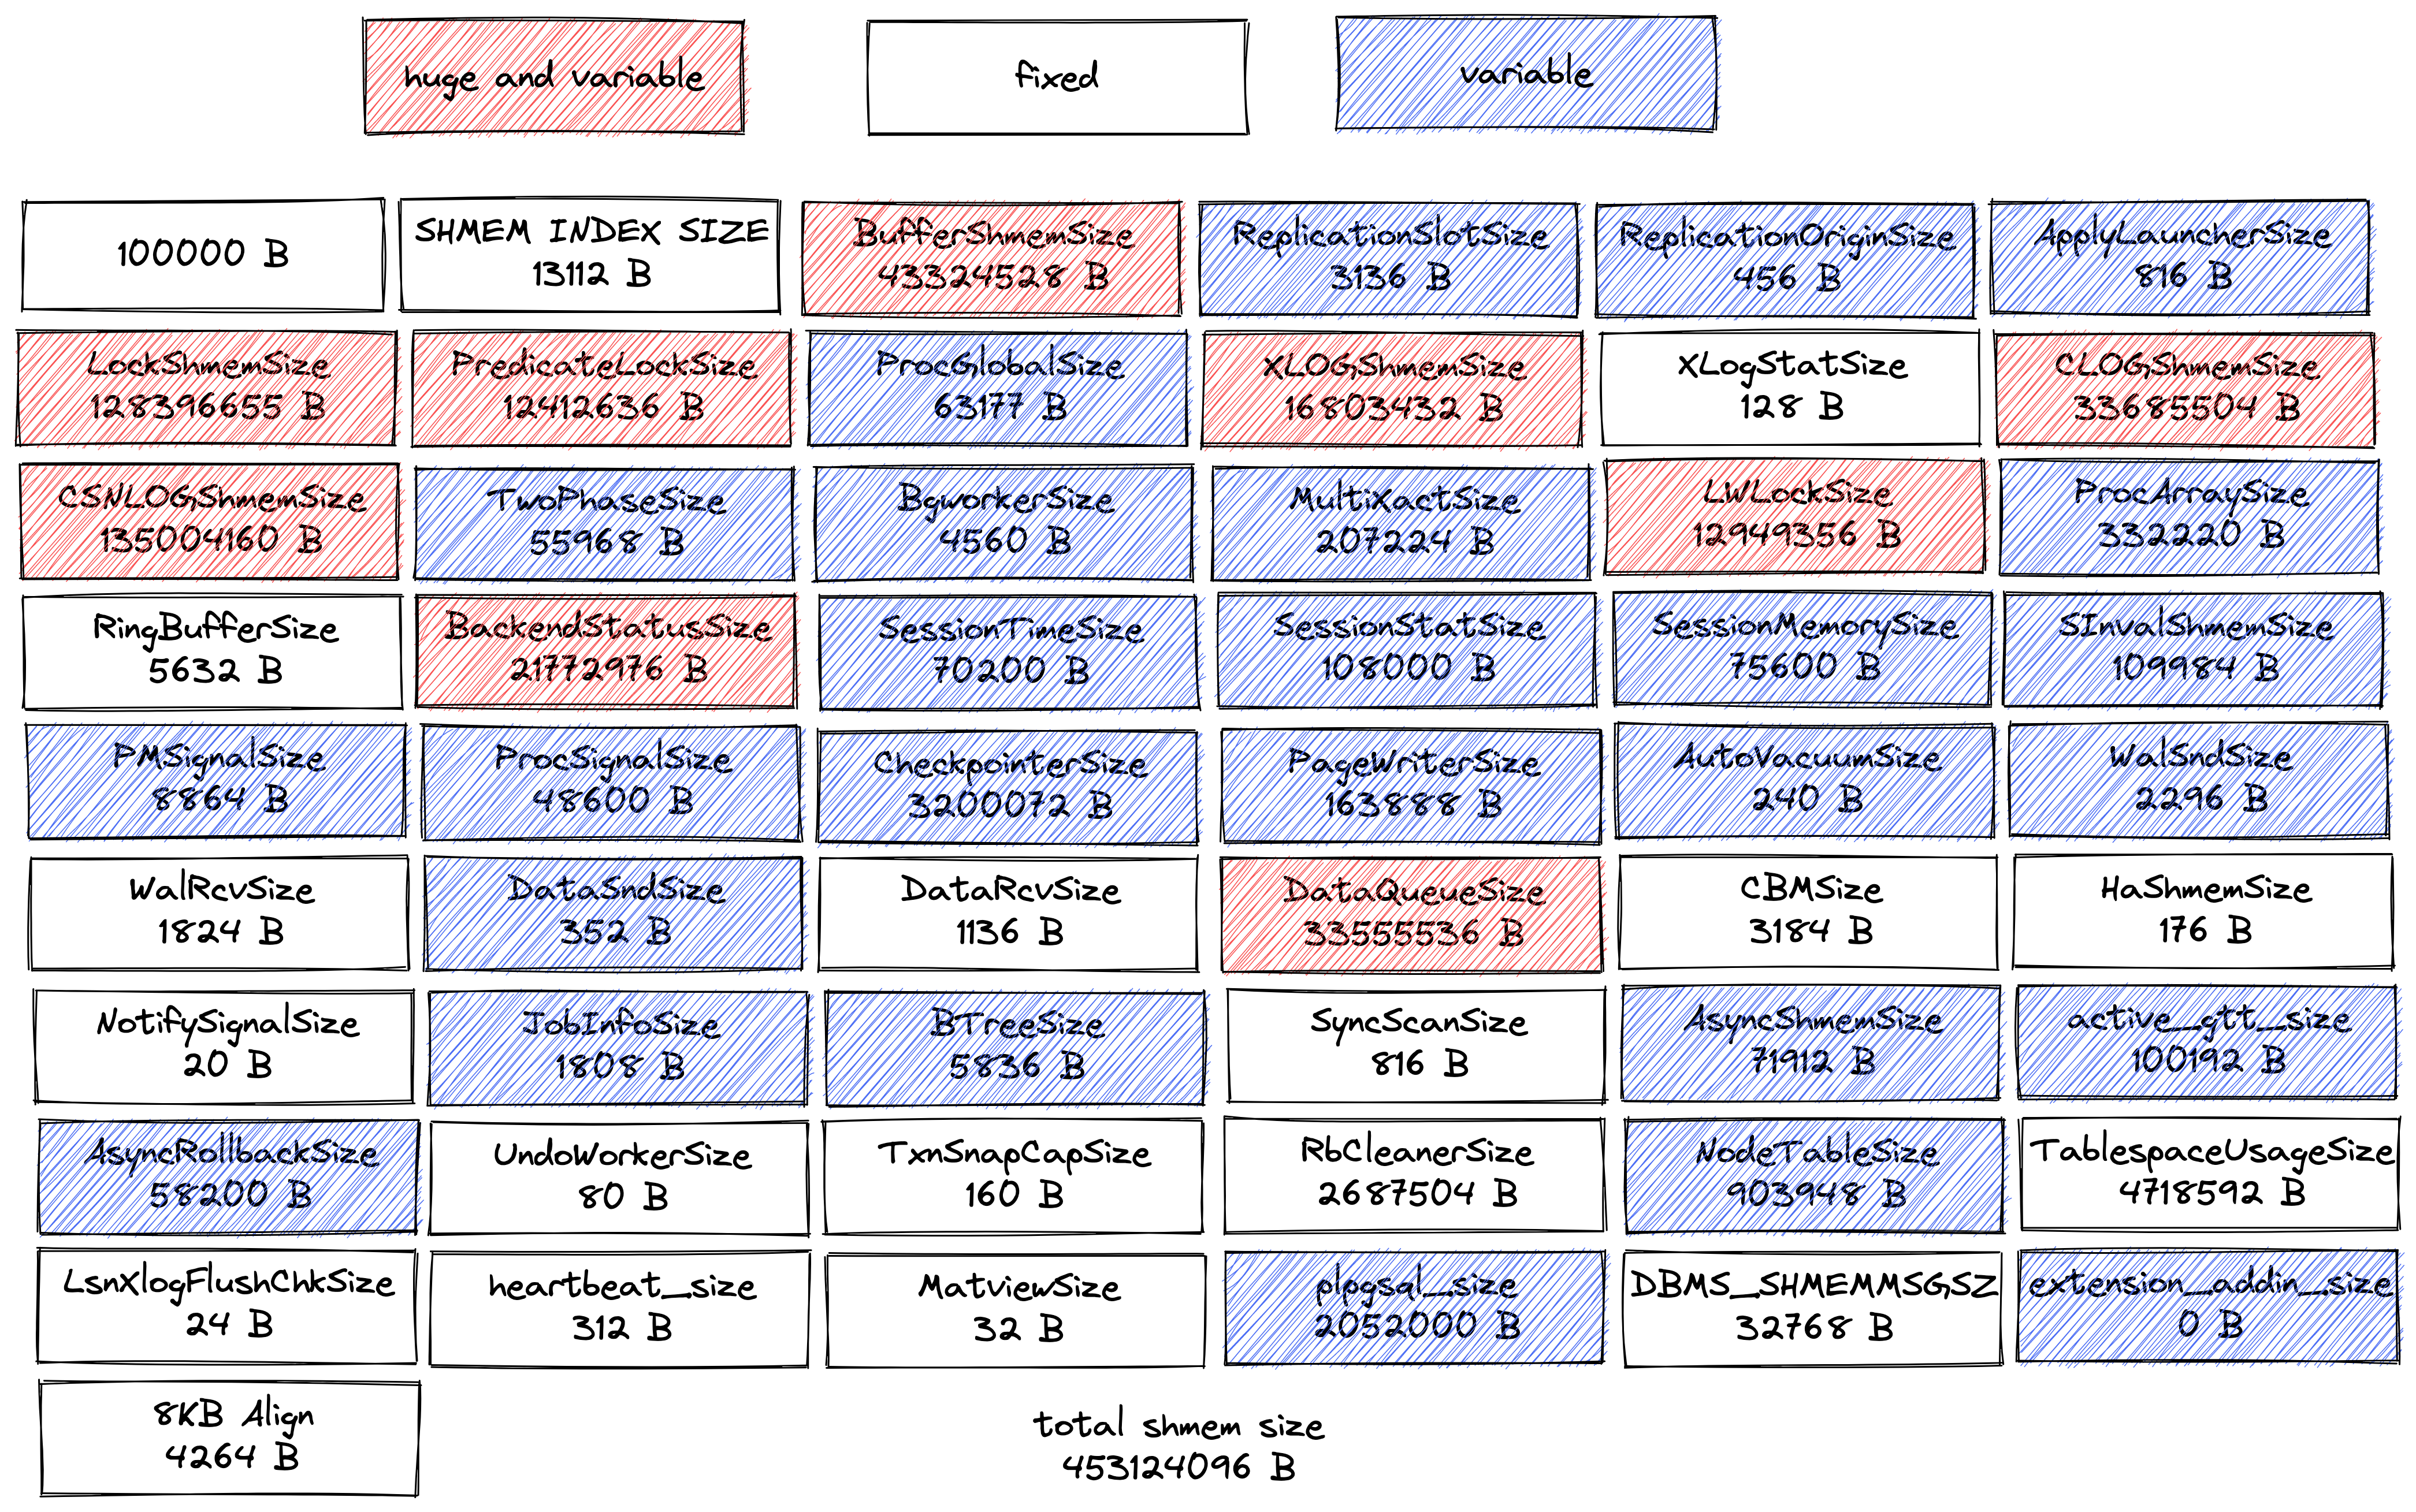 huge and variable
fixed
variable
100000 B
SHMEM INDEX SIZE
13112 B
BufferShmemSize
43324528 B
ReplicationSlotSize
3136 B
ReplicationOriginSize
456 B
ApplyLauncherSize
816 B
LockShmemSize
128396655 B
PredicateLockSize
12412636 B
ProcGlobalSize
63177 B
XLOGShmemSize
16803432 B
XLogStatSize
128 B
CLOGShmemSize
33685504 B
CSNLOGShmemSize
135004160 B
TwoPhaseSize
55968 B
BgworkerSize
4560 B
MultiXactSize
207224 B
LWLockSize
12949356 B
ProcArraySize
332220 B
RingBufferSize
5632 B
BackendStatusSize
21772976 B
SessionTimeSize
70200 B
SessionStatSize
108000 B
SessionMemorySize
75600 B
SInvalShmemSize
109984 B
PMSignalSize
8864 B
ProcSignalSize
48600 B
CheckpointerSize
3200072 B
PageWriterSize
163888 B
AutoVacuumSize
240 B
WalSndSize
2296 B
WalRcvSize
1824 B
DataSndSize
352 B
DataRcvSize
1136 B
DataQueueSize
33555536 B
CBMSize
3184 B
HaShmemSize
176 B
NotifySignalSize
20 B
JobInfoSize
1808 B
BTreeSize
5836 B
SyncScanSize
816 B
AsyncShmemSize
71912 B
active_gtt_size
100192 B
AsyncRollbackSize
58200 B
UndoWorkerSize
80 B
TxnSnapCapSize
160 B
RbCleanerSize
2687504 B
NodeTableSize
903948 B
TablespaceUsageSize
4718592 B
LsnXlogFlushChkSize
24 B
heartbeat_size
312 B
MatviewSize
32 B
plpgsql_size
2052000 B
DBMS_SHMEMMSGSZ
32768 B
extension_addin_size
0 B
8KB Align
4264 B
total shmem size
453124096 B